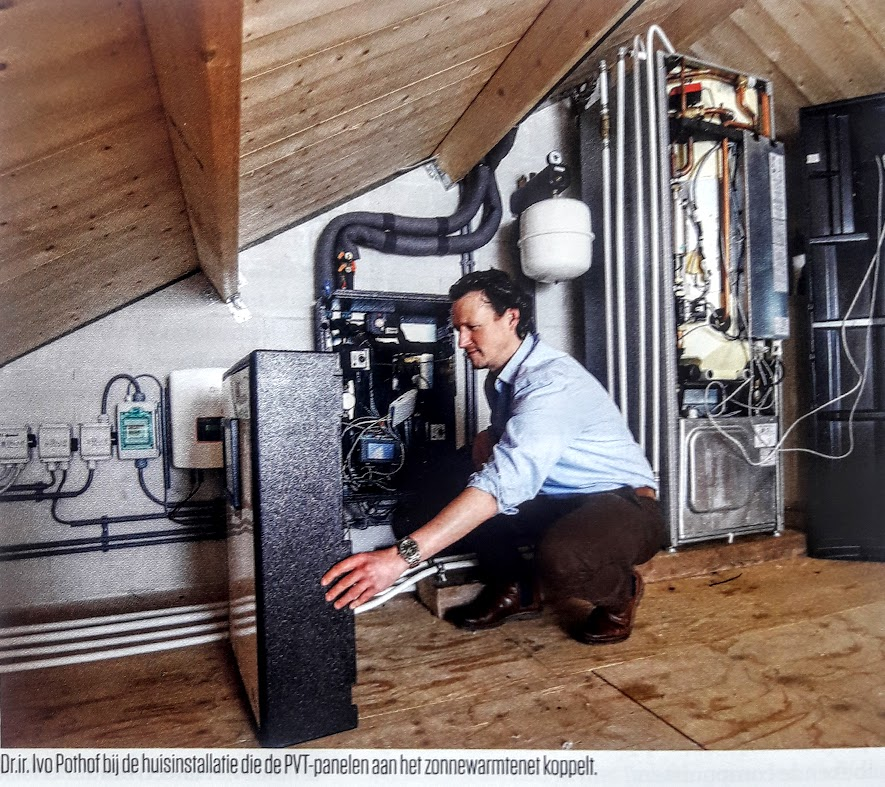 Dr.ir. Ivo Pothof bij de huisinstallatie die de PVT-panelen aan het zonnewarmtenet koppelt.